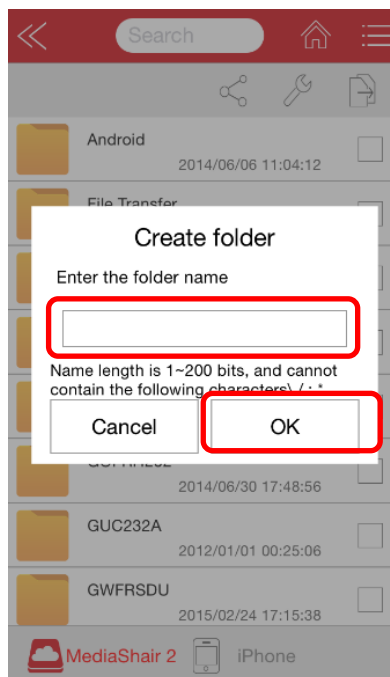 Search
Android
2014/06/06 11:04:12
File Transfer
Create folder
Enter the folder name
Name length is 1~200 bits, and cannot
contain the following characters\ / : *
Cancel
OK
2014/06/30 17:48:56
GUC232A
2012/01/01 00:25:06
GWFRSDU
2015/02/24 17:15:38
MediaShair 2
iPhone